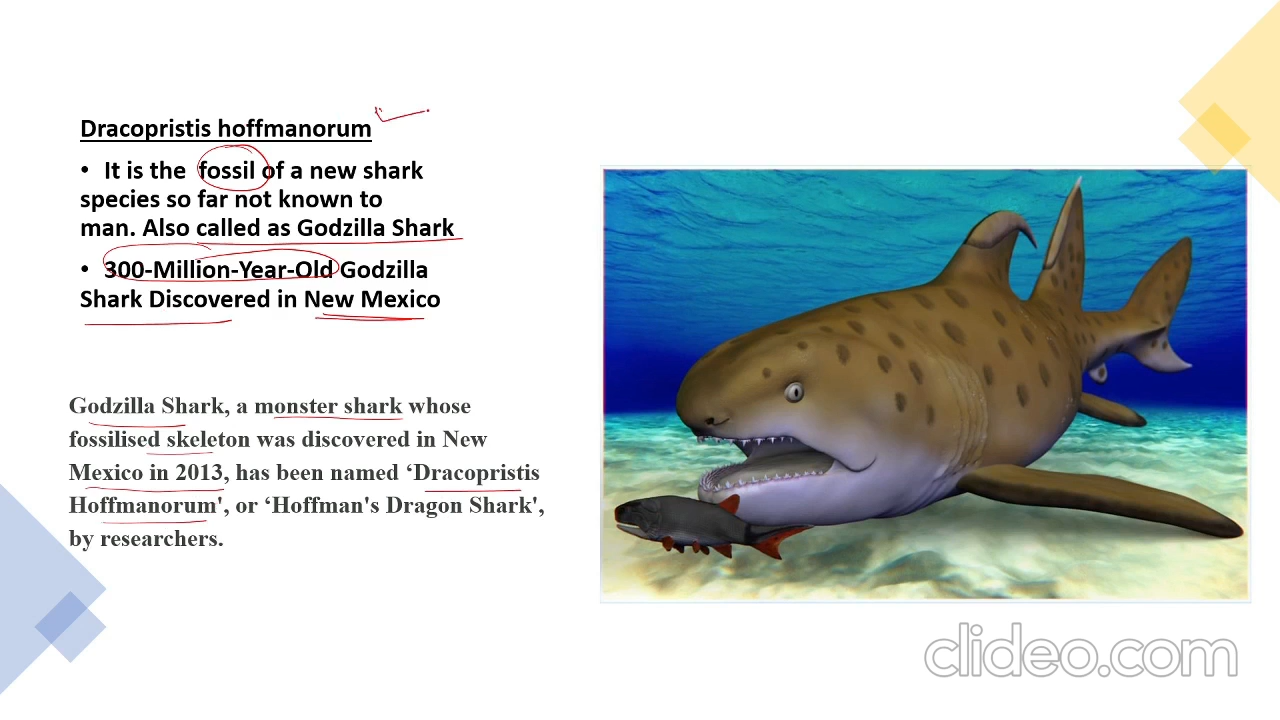 Dracopristis hoffmanorum
• It is the fossil of a new shark
species so far not known to
man. Also called as Godzilla Shark
• 300-Million-Year-Old Godzilla
Shark Discovered in New Mexico
Godzilla Shark, a monster shark whose
fossilised skeleton was discovered in New
Mexico in 2013, has been named ‘Dracopristis
Hoffmanorum', or ‘Hoffman's Dragon Shark',
by researchers.
clideo.com